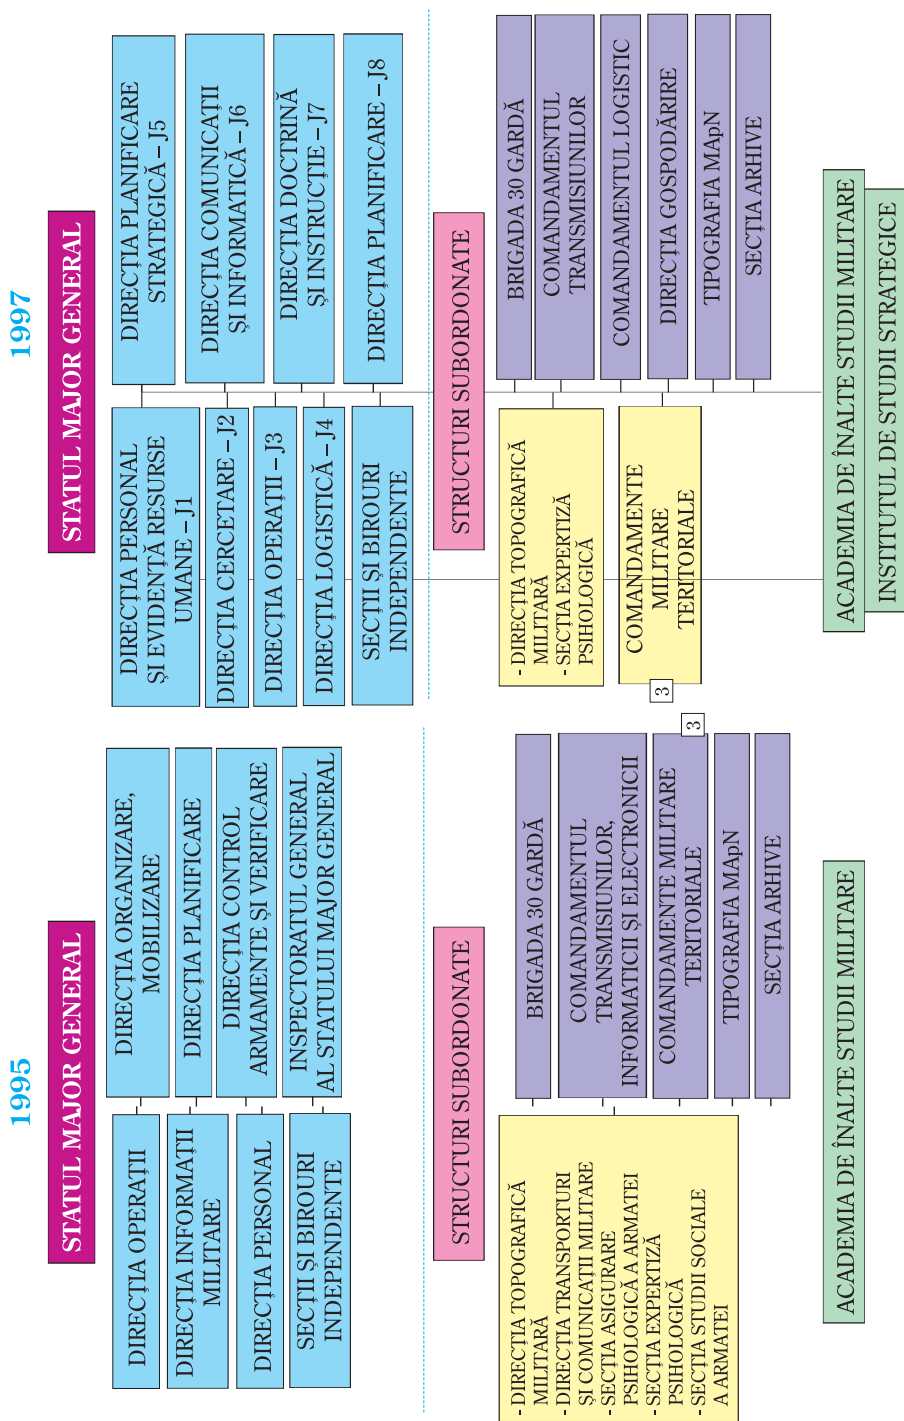 1995
STATUL MAJOR GENERAL
DIRECȚIA OPERAȚII
DIRECȚIA INFORMAȚII
MILITARE
DIRECȚIA PERSONAL
SECȚII ȘI BIROURI
INDEPENDENTE
DIRECȚIA ORGANIZARE,
MOBILIZARE
DIRECȚIA PLANIFICARE
DIRECȚIA CONTROL
ARMAMENTE ȘI VERIFICARE
INSPECTORATUL GENERAL
AL STATULUI MAJOR GENERAL
STRUCTURI SUBORDONATE
- DIRECȚIA TOPOGRAFICĂ
MILITARĂ
- DIRECȚIA TRANSPORTURI
ȘI COMUNICAȚII MILITARE
- SECȚIA ASIGURARE
PSIHOLOGICĂ A ARMATEI
- SECȚIA EXPERTIZĂ
PSIHOLOGICĂ
- SECȚIA STUDII SOCIALE
A ARMATEI
BRIGADA 30 GARDĂ
COMANDAMENTUL
TRANSMISIUNILOR,
INFORMATICII ȘI ELECTRONICII
COMANDAMENTE MILITARE
TERITORIALE
3
TIPOGRAFIA MApN
SECȚIA ARHIVE
ACADEMIA DE ÎNALTE STUDII MILITARE
1997
STATUL MAJOR GENERAL
DIRECȚIA PERSONAL
ȘI EVIDENȚĂ RESURSE
UMANE – J1
DIRECȚIA CERCETARE – J2
DIRECȚIA OPERAȚII – J3
DIRECȚIA LOGISTICĂ – J4
SECȚII ȘI BIROURI
INDEPENDENTE
DIRECȚIA PLANIFICARE
STRATEGICĂ – J5
DIRECȚIA COMUNICAȚII
ȘI INFORMATICĂ – J6
DIRECȚIA DOCTRINĂ
ȘI INSTRUCȚIE – J7
DIRECȚIA PLANIFICARE – J8
STRUCTURI SUBORDONATE
- DIRECȚIA TOPOGRAFICĂ
MILITARĂ
- SECȚIA EXPERTIZĂ
PSIHOLOGICĂ
COMANDAMENTE
MILITARE
TERITORIALE
3
BRIGADA 30 GARDĂ
COMANDAMENTUL
TRANSMISIUNILOR
COMANDAMENTUL LOGISTIC
DIRECȚIA GOSPODĂRIRE
TIPOGRAFIA MApN
SECȚIA ARHIVE
ACADEMIA DE ÎNALTE STUDII MILITARE
INSTITUTUL DE STUDII STRATEGICE